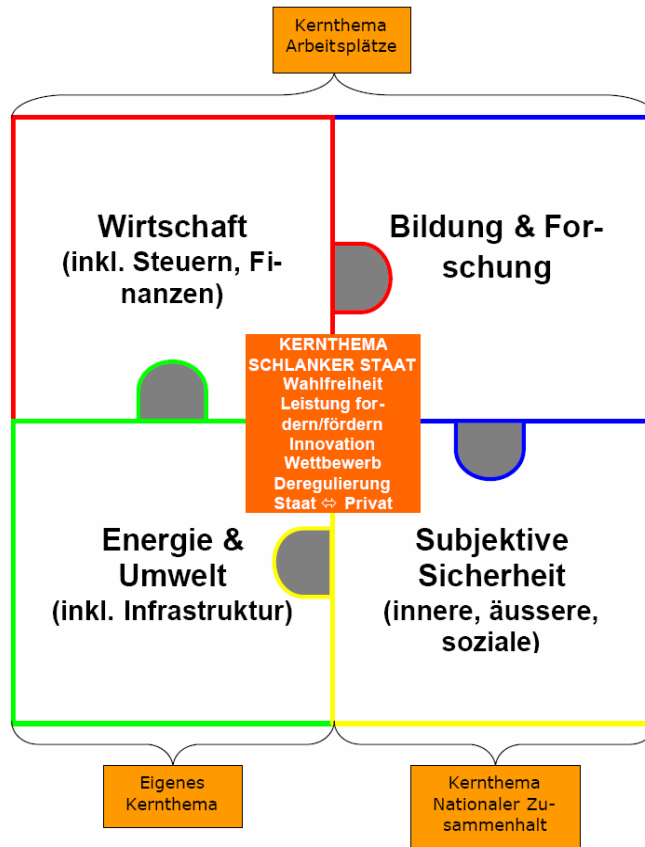 Kernthema
Arbeitsplätze
Wirtschaft
(inkl. Steuern, Fi-
nanzen)
Bildung & For-
schung
KERNTHEMA
SCHLANKER STAAT
Wahlfreiheit
Leistung for-
dern/fördern
Innovation
Wettbewerb
Deregulierung
Staat ⇔ Privat
Energie &
Umwelt
(inkl. Infrastruktur)
Subjektive
Sicherheit
(innere, äussere,
soziale)
Eigenes
Kernthema
Kernthema
Nationaler Zu-
sammenhalt